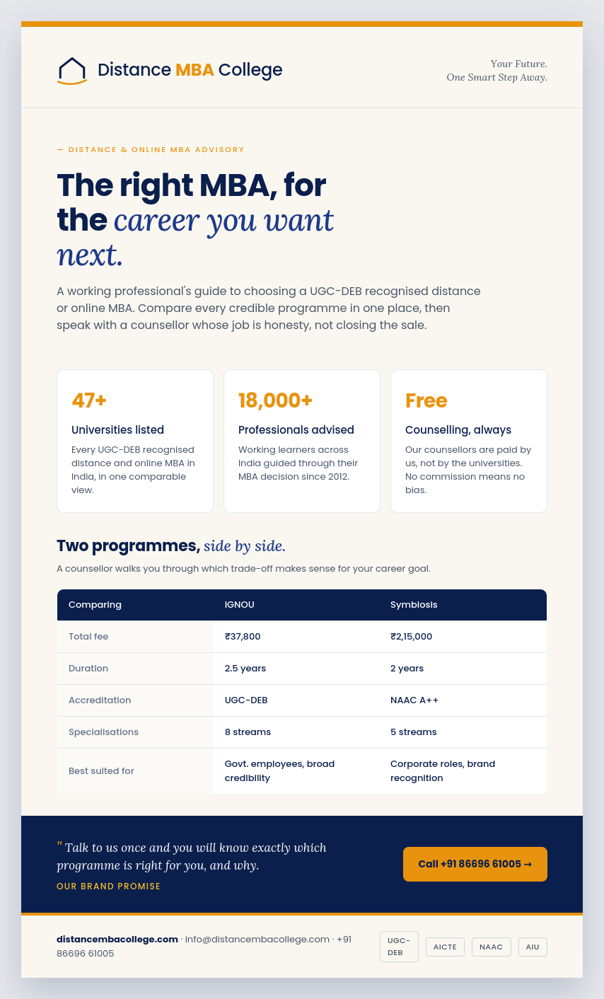 Distance MBA College
Your Future.
One Smart Step Away.
— DISTANCE & ONLINE MBA ADVISORY
The right MBA, for
the career you want
next.
A working professional's guide to choosing a UGC-DEB recognised distance
or online MBA. Compare every credible programme in one place, then
speak with a counsellor whose job is honesty, not closing the sale.
47+
Universities listed
Every UGC-DEB recognised
distance and online MBA in
India, in one comparable
view.
18,000+
Professionals advised
Working learners across
India guided through their
MBA decision since 2012.
Free
Counselling, always
Our counsellors are paid by
us, not by the universities.
No commission means no
bias.
Two programmes, side by side.
A counsellor walks you through which trade-off makes sense for your career goal.
Comparing IGNOU Symbiosis
Total fee ₹37,800 ₹2,15,000
Duration 2.5 years 2 years
Accreditation UGC-DEB NAAC A++
Specialisations 8 streams 5 streams
Best suited for Govt. employees, broad credibility Corporate roles, brand recognition
" Talk to us once and you will know exactly which
programme is right for you, and why.
OUR BRAND PROMISE
Call +91 86696 61005 →
distancembacollege.com · info@distancembacollege.com · +91
86696 61005
UGC-
DEB
AICTE
NAAC
AIU